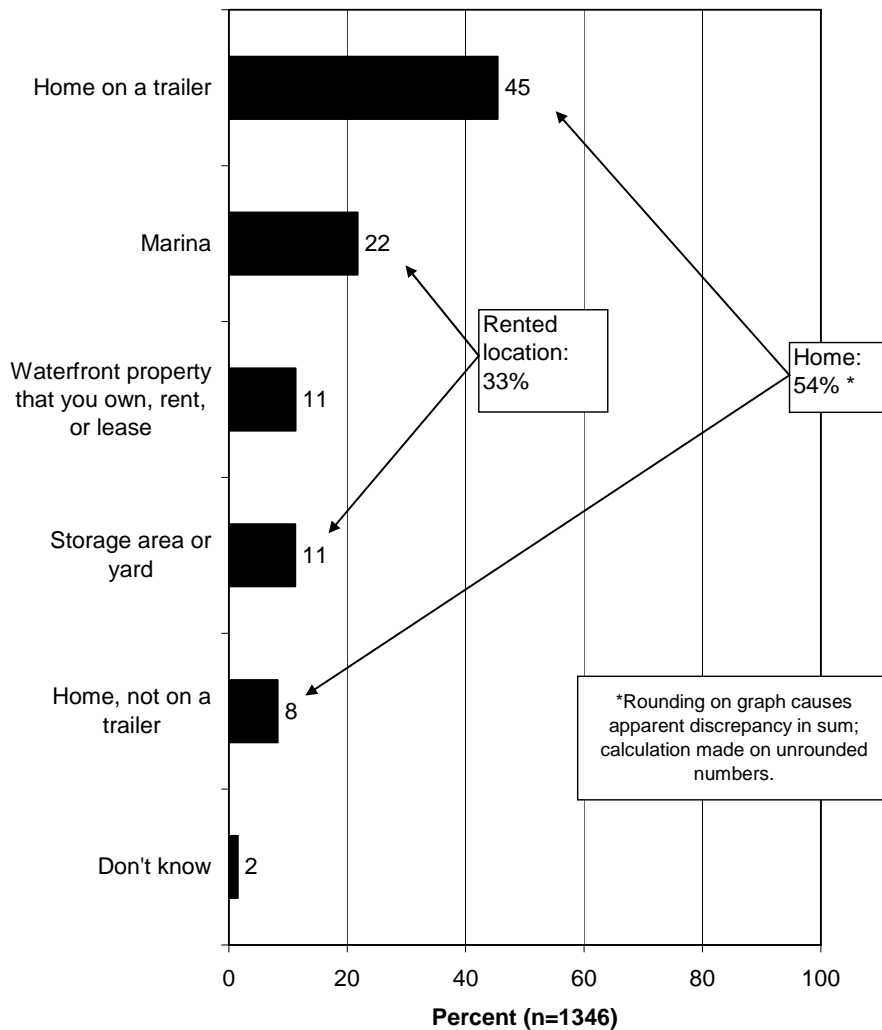 Home on a trailer
45
Marina
22
Rented
location:
33%
Home:
54% *
Waterfront property
that you own, rent,
or lease
11
Storage area or
yard
11
Home, not on a
trailer
8
*Rounding on graph causes
apparent discrepancy in sum;
calculation made on unrounded
numbers.
Don't know
2
0 20 40 60 80 100
Percent (n=1346)